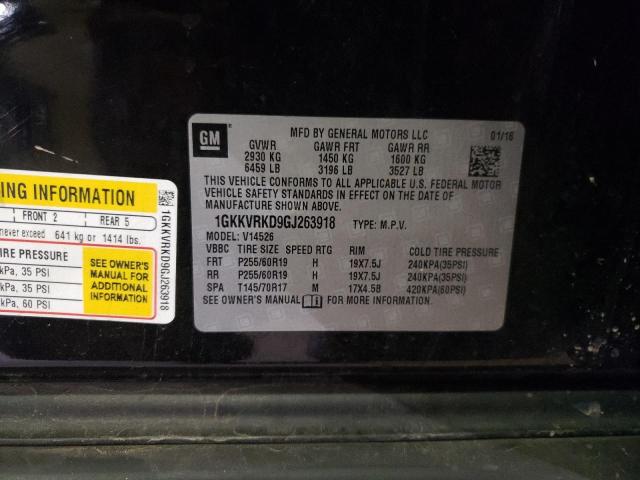 GM
MFD BY GENERAL MOTORS LLC 01/16
GVWR GAWR FRT GAWR RR
2930 KG 1450 KG 1600 KG
6459 LB 3196 LB 3527 LB
THIS VEHICLE CONFORMS TO ALL APPLICABLE U.S. FEDERAL MOTOR
VEHICLE SAFETY STANDARDS IN EFFECT ON THE DATE OF
MANUFACTURE SHOWN ABOVE.
1GKKVRKD9GJ263918 TYPE: M.P.V.
MODEL: V14526
VBBC TIRE SIZE SPEED RTG RIM COLD TIRE PRESSURE
FRT P255/60R19 H 19X7.5J 240KPA(35PSI)
RR P255/60R19 H 19X7.5J 240KPA(35PSI)
SPA T145/70R17 M 17X4.5B 420KPA(60PSI)
SEE OWNER'S MANUAL FOR MORE INFORMATION.
ING INFORMATION
FRONT 2 REAR 5
never exceed 641 kg or 1414 lbs.
RE PRESSURE
kPa, 35 PSI
kPa, 35 PSI
kPa, 60 PSI
SEE OWNER'S
MANUAL FOR
ADDITIONAL
INFORMATION
1GKKVRKD9GJ263918